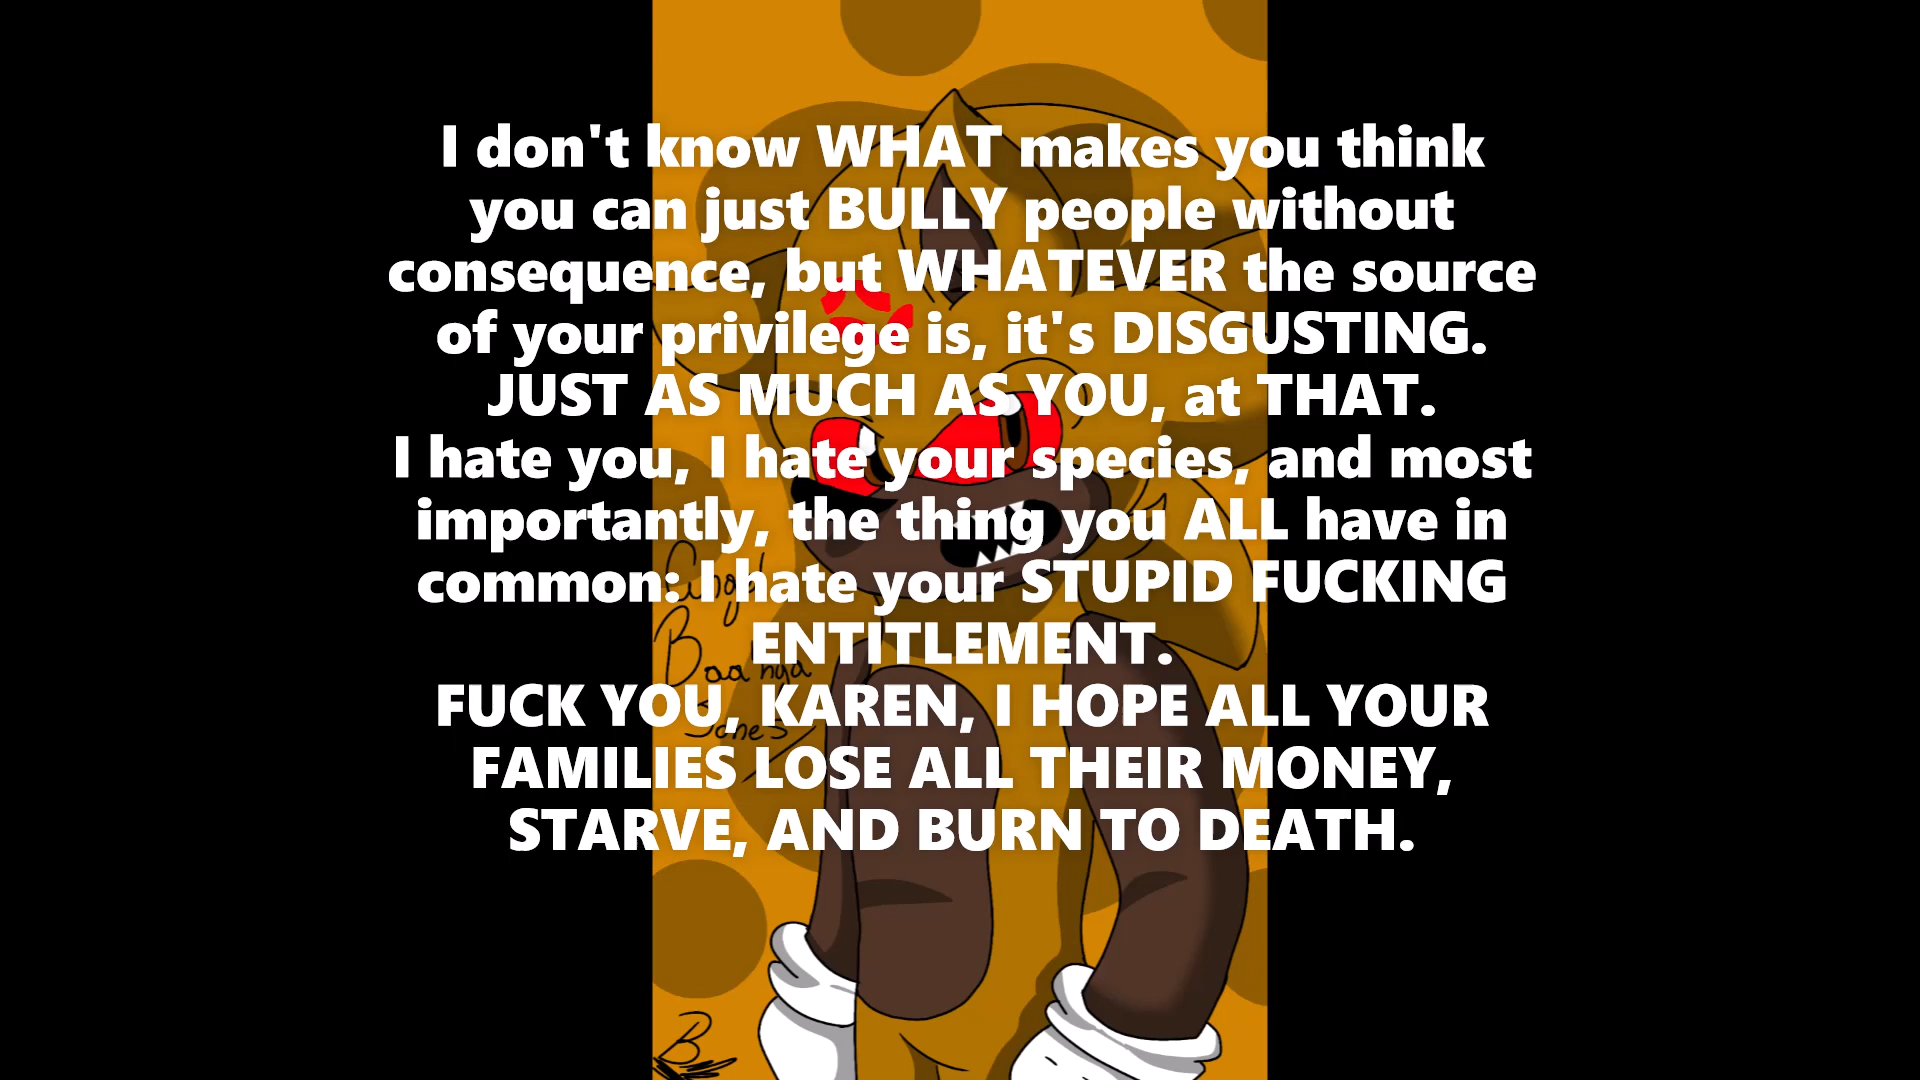 I don't know WHAT makes you think
you can just BULLY people without
consequence, but WHATEVER the source
of your privilege is, it's DISGUSTING.
JUST AS MUCH AS YOU, at THAT.
I hate you, I hate your species, and most
importantly, the thing you ALL have in
common: I hate your STUPID FUCKING
ENTITLEMENT.
FUCK YOU, KAREN, I HOPE ALL YOUR
FAMILIES LOSE ALL THEIR MONEY,
STARVE, AND BURN TO DEATH.
B